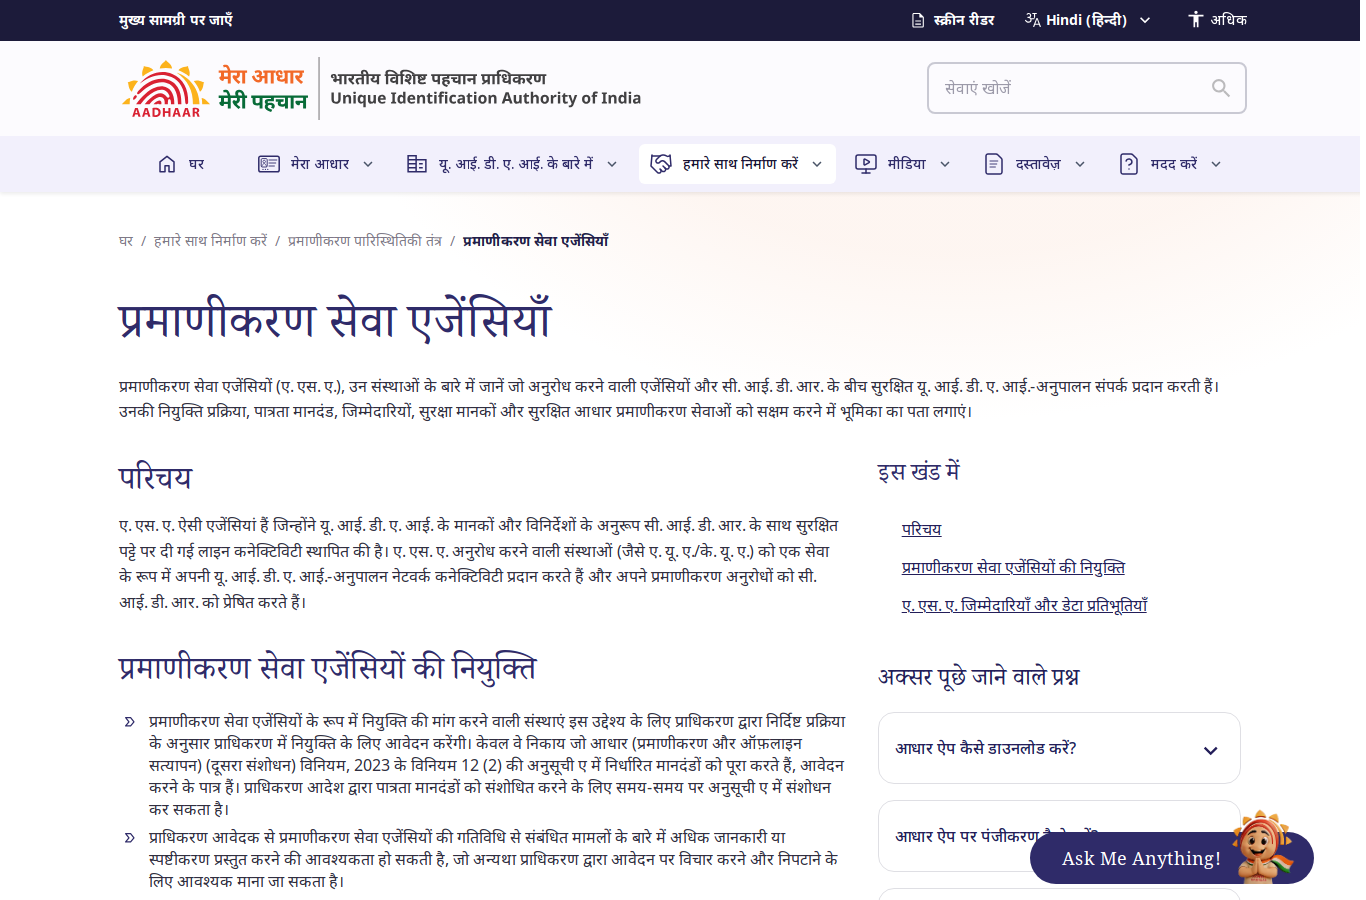 मुख्य सामग्री पर जाएँ
स्क्रीन रीडर
Hindi (हिन्दी)
अधिक
AADHAAR
मेरा आधार
मेरी पहचान
भारतीय विशिष्ट पहचान प्राधिकरण
Unique Identification Authority of India
सेवाएं खोजें
घर
मेरा आधार
यू. आई. डी. ए. आई. के बारे में
हमारे साथ निर्माण करें
मीडिया
दस्तावेज़
मदद करें
घर / हमारे साथ निर्माण करें / प्रमाणीकरण पारिस्थितिकी तंत्र / प्रमाणीकरण सेवा एजेंसियाँ
प्रमाणीकरण सेवा एजेंसियाँ
प्रमाणीकरण सेवा एजेंसियों (ए. एस. ए.), उन संस्थाओं के बारे में जानें जो अनुरोध करने वाली एजेंसियों और सी. आई. डी. आर. के बीच सुरक्षित यू. आई. डी. ए. आई.-अनुपालन संपर्क प्रदान करती हैं।
उनकी नियुक्ति प्रक्रिया, पात्रता मानदंड, जिम्मेदारियों, सुरक्षा मानकों और सुरक्षित आधार प्रमाणीकरण सेवाओं को सक्षम करने में भूमिका का पता लगाएं।
परिचय
ए. एस. ए. ऐसी एजेंसियां हैं जिन्होंने यू. आई. डी. ए. आई. के मानकों और विनिर्देशों के अनुरूप सी. आई. डी. आर. के साथ सुरक्षित
पट्टे पर दी गई लाइन कनेक्टिविटी स्थापित की है। ए. एस. ए. अनुरोध करने वाली संस्थाओं (जैसे ए. यू. ए./के. यू. ए.) को एक सेवा
के रूप में अपनी यू. आई. डी. ए. आई.-अनुपालन नेटवर्क कनेक्टिविटी प्रदान करते हैं और अपने प्रमाणीकरण अनुरोधों को सी.
आई. डी. आर. को प्रेषित करते हैं।
प्रमाणीकरण सेवा एजेंसियों की नियुक्ति
प्रमाणीकरण सेवा एजेंसियों के रूप में नियुक्ति की मांग करने वाली संस्थाएं इस उद्देश्य के लिए प्राधिकरण द्वारा निर्दिष्ट प्रक्रिया
के अनुसार प्राधिकरण में नियुक्ति के लिए आवेदन करेंगी। केवल वे निकाय जो आधार (प्रमाणीकरण और ऑफ़लाइन
सत्यापन) (दूसरा संशोधन) विनियम, 2023 के विनियम 12 (2) की अनुसूची ए में निर्धारित मानदंडों को पूरा करते हैं, आवेदन
करने के पात्र हैं। प्राधिकरण आदेश द्वारा पात्रता मानदंडों को संशोधित करने के लिए समय-समय पर अनुसूची ए में संशोधन
कर सकता है।
प्राधिकरण आवेदक से प्रमाणीकरण सेवा एजेंसियों की गतिविधि से संबंधित मामलों के बारे में अधिक जानकारी या
स्पष्टीकरण प्रस्तुत करने की आवश्यकता हो सकती है, जो अन्यथा प्राधिकरण द्वारा आवेदन पर विचार करने और निपटाने के
लिए आवश्यक माना जा सकता है।
इस खंड में
परिचय
प्रमाणीकरण सेवा एजेंसियों की नियुक्ति
ए. एस. ए. जिम्मेदारियाँ और डेटा प्रतिभूतियाँ
अक्सर पूछे जाने वाले प्रश्न
आधार ऐप कैसे डाउनलोड करें?
आधार ऐप पर पंजीकरण
Ask Me Anything!